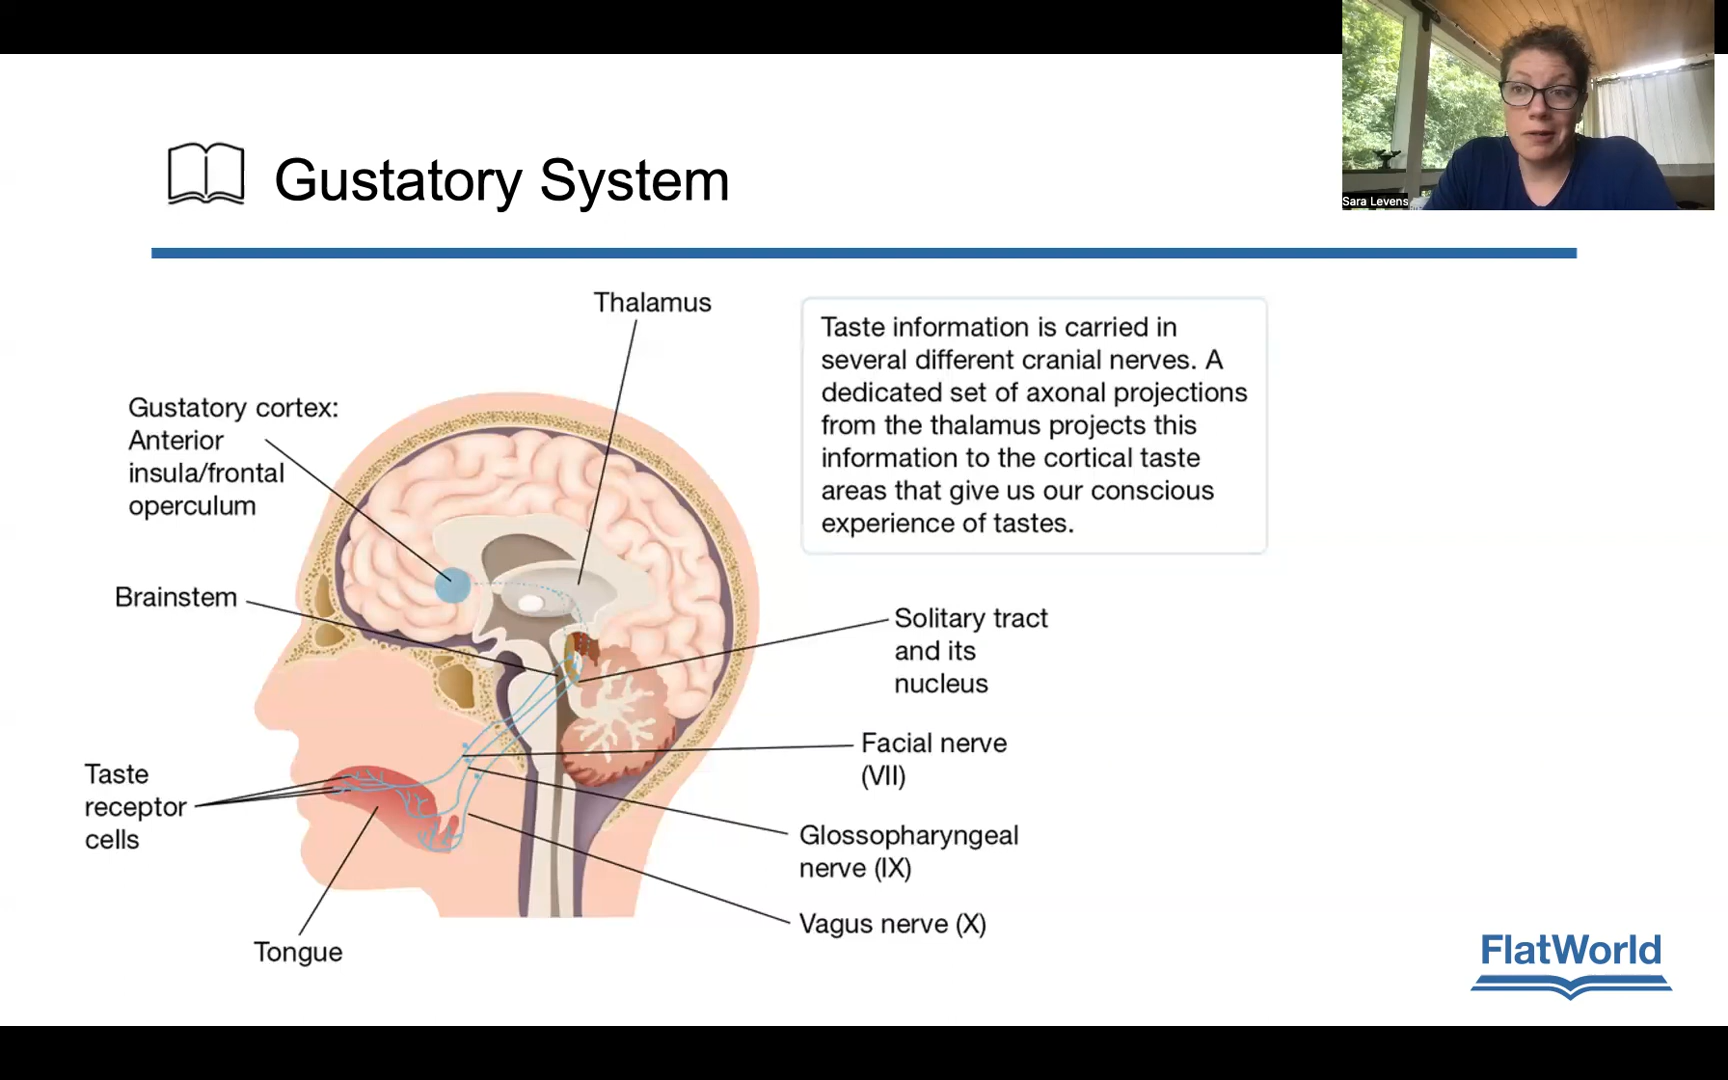 Sara Levens
Gustatory System
Thalamus
Taste information is carried in
several different cranial nerves. A
dedicated set of axonal projections
from the thalamus projects this
information to the cortical taste
areas that give us our conscious
experience of tastes.
Gustatory cortex:
Anterior
insula/frontal
operculum
Brainstem
Solitary tract
and its
nucleus
Facial nerve
(VII)
Taste
receptor
cells
Glossopharyngeal
nerve (IX)
Vagus nerve (X)
Tongue
FlatWorld